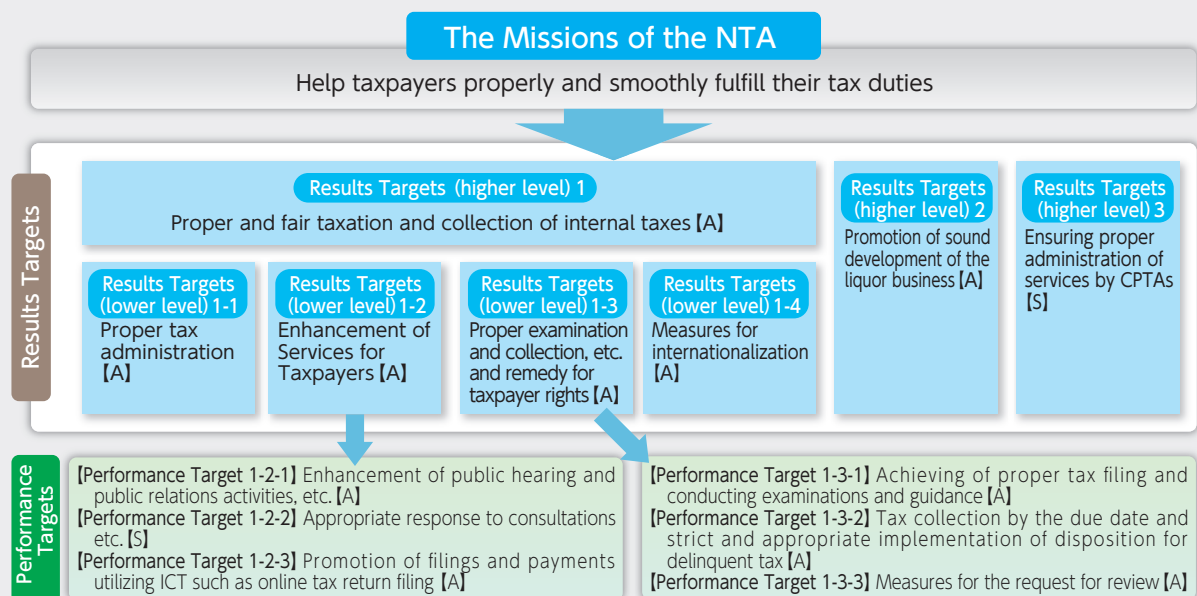 The Missions of the NTA
Help taxpayers properly and smoothly fulfill their tax duties
Results Targets
Results Targets (higher level) 1
Proper and fair taxation and collection of internal taxes【A】
Results Targets
(lower level) 1-1
Proper tax
administration
【A】
Results Targets
(lower level) 1-2
Enhancement of
Services for
Taxpayers【A】
Results Targets
(lower level) 1-3
Proper examination
and collection, etc.
and remedy for
taxpayer rights【A】
Results Targets
(lower level) 1-4
Measures for
internationalization
【A】
Results Targets
(higher level) 2
Promotion of sound
development of the
liquor business【A】
Results Targets
(higher level) 3
Ensuring proper
administration of
services by CPTAs
【S】
Performance
Targets
【Performance Target 1-2-1】Enhancement of public hearing and
public relations activities, etc.【A】
【Performance Target 1-2-2】Appropriate response to consultations
etc.【S】
【Performance Target 1-2-3】Promotion of filings and payments
utilizing ICT such as online tax return filing【A】
【Performance Target 1-3-1】Achieving of proper tax filing and
conducting examinations and guidance【A】
【Performance Target 1-3-2】Tax collection by the due date and
strict and appropriate implementation of disposition for
delinquent tax【A】
【Performance Target 1-3-3】Measures for the request for review【A】